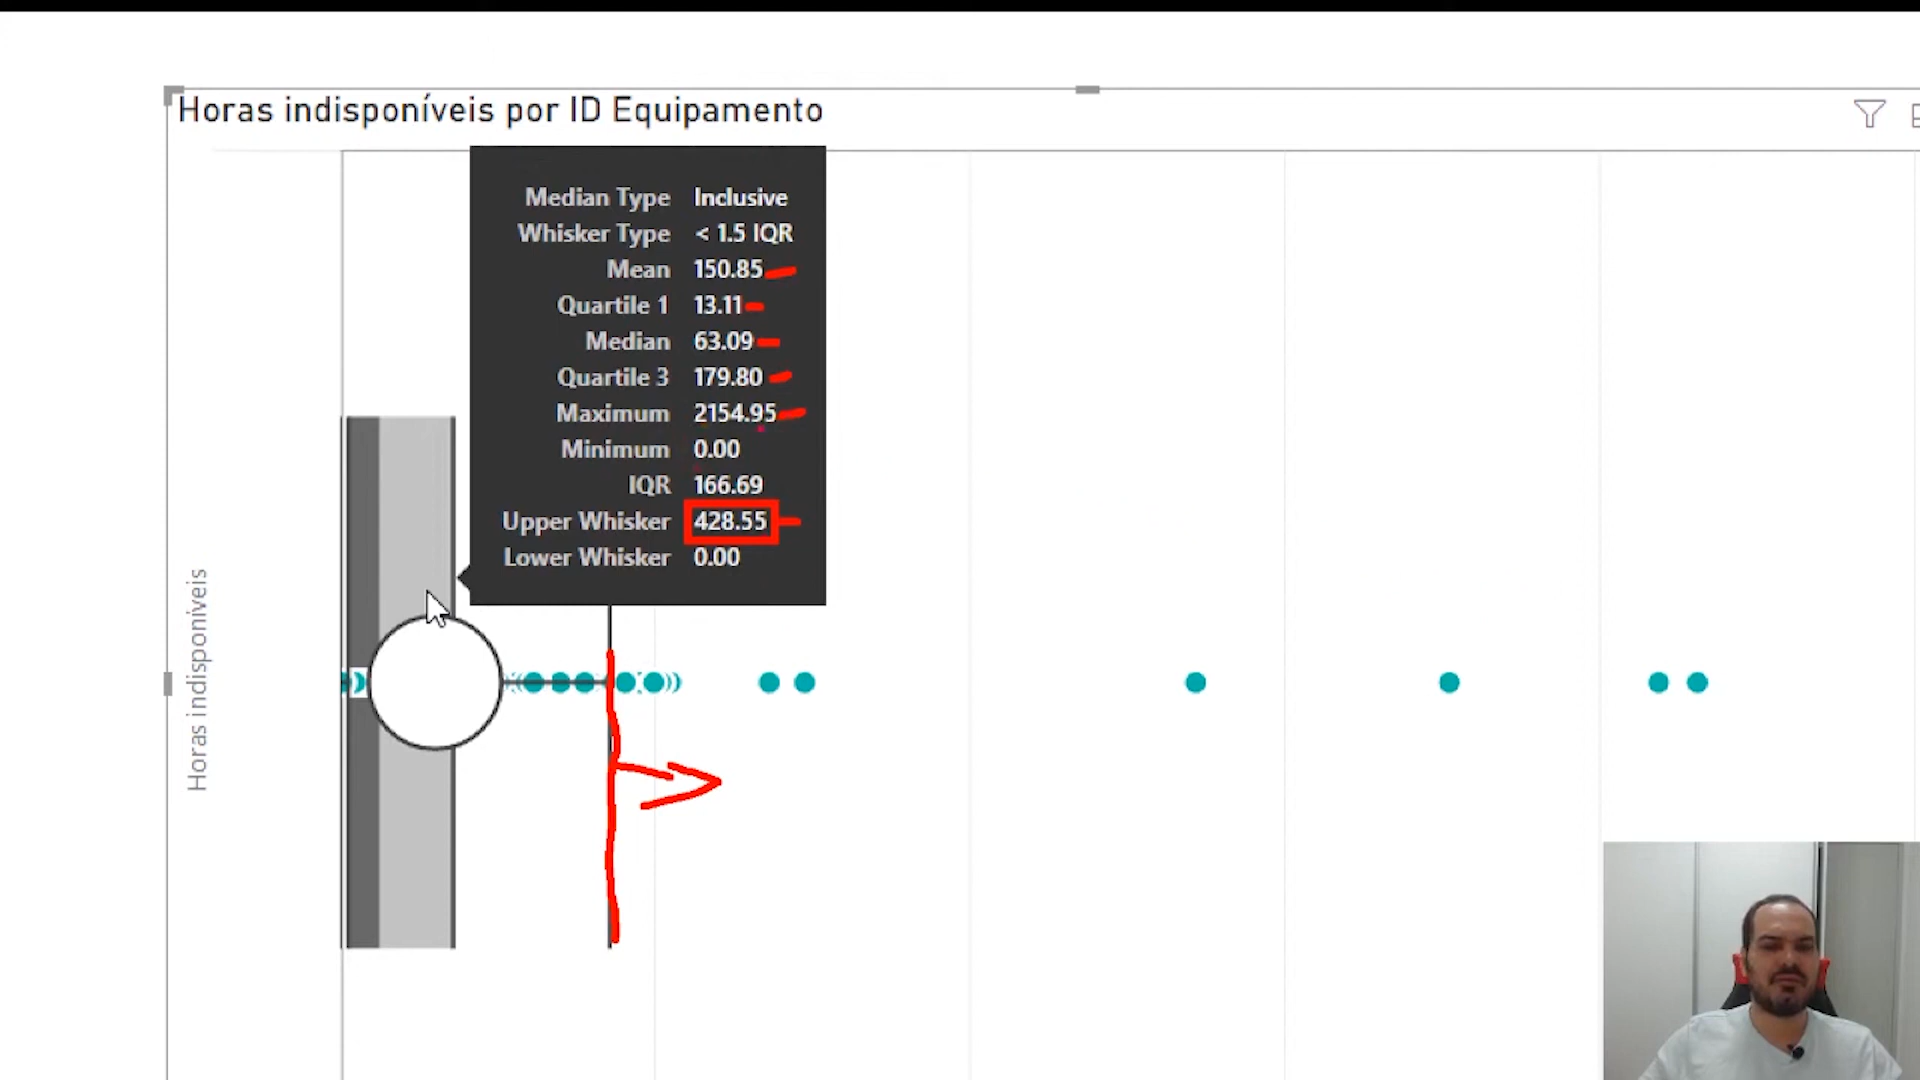 Horas indisponíveis por ID Equipamento
Median Type Inclusive
Whisker Type < 1.5 IQR
Mean 150.85
Quartile 1 13.11
Median 63.09
Quartile 3 179.80
Maximum 2154.95
Minimum 0.00
IQR 166.69
Upper Whisker 428.55
Lower Whisker 0.00
Horas indisponíveis